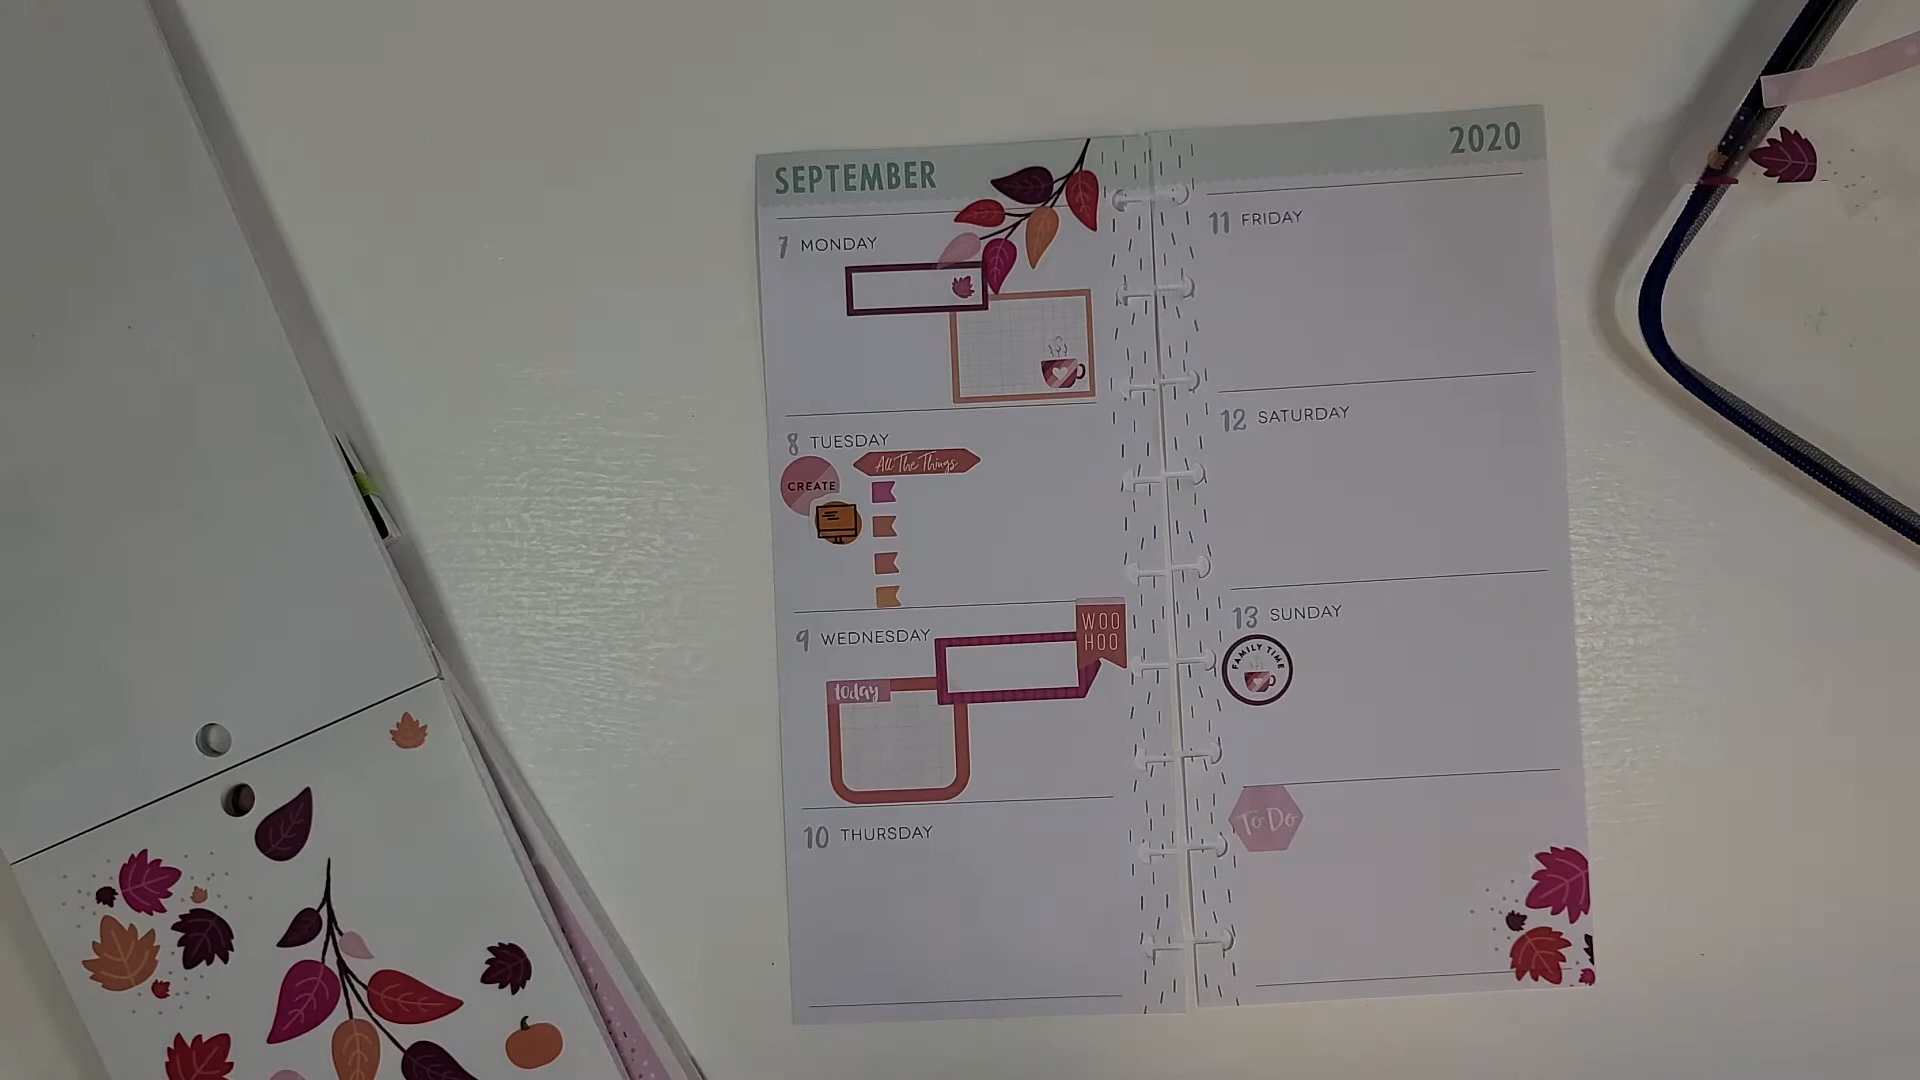 SEPTEMBER
7 MONDAY
8 TUESDAY
CREATE
All The Things
9 WEDNESDAY
WOO
HOO
today
10 THURSDAY
2020
11 FRIDAY
12 SATURDAY
13 SUNDAY
FAMILY TIME
To Do